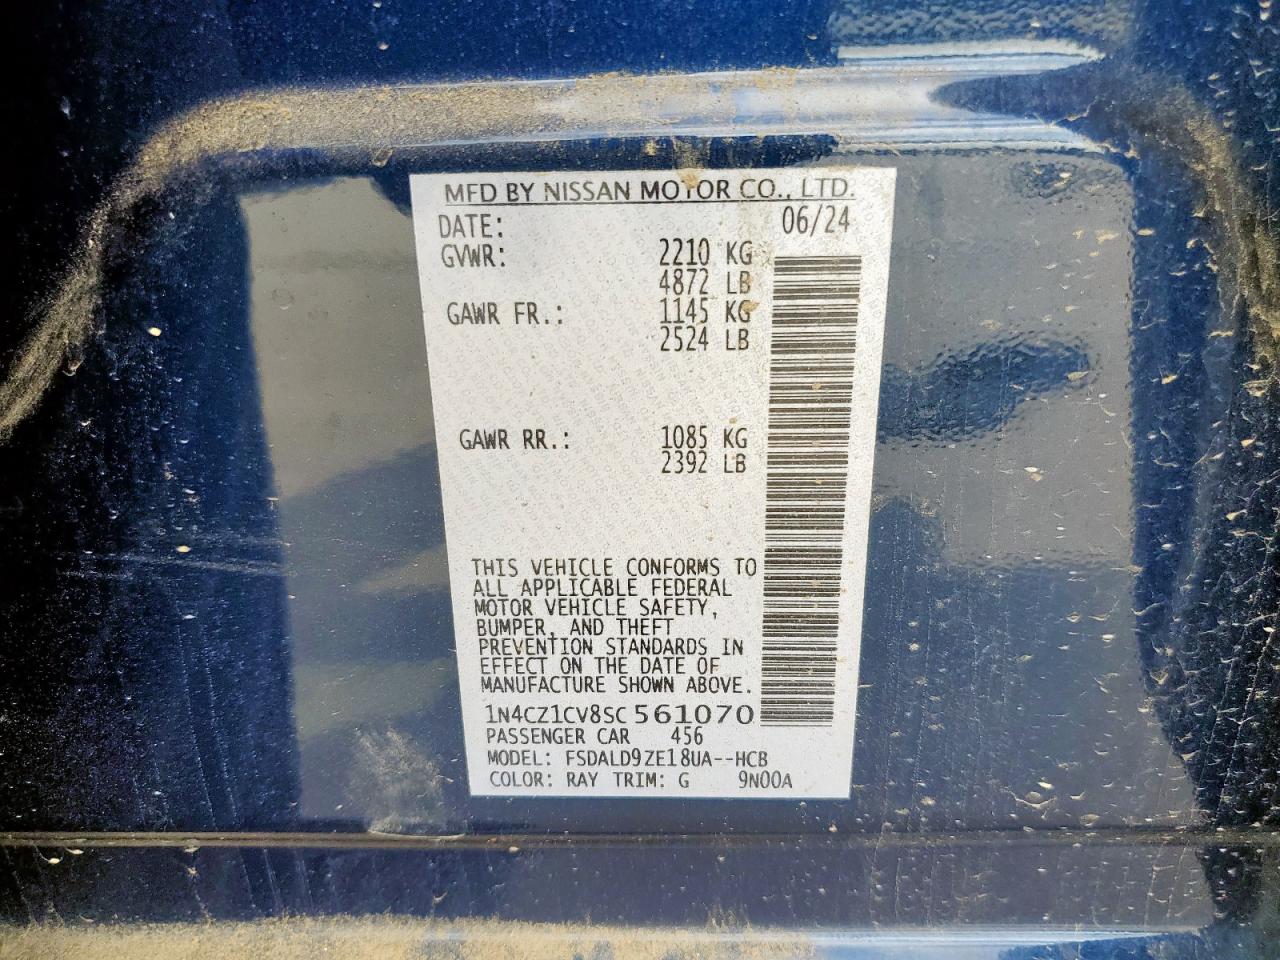 MFD BY NISSAN MOTOR CO., LTD.
DATE: 06/24
GVWR: 2210 KG
4872 LB
GAWR FR.: 1145 KG
2524 LB
GAWR RR.: 1085 KG
2392 LB
THIS VEHICLE CONFORMS TO
ALL APPLICABLE FEDERAL
MOTOR VEHICLE SAFETY,
BUMPER, AND THEFT
PREVENTION STANDARDS IN
EFFECT ON THE DATE OF
MANUFACTURE SHOWN ABOVE.
1N4CZ1CV8SC561070
PASSENGER CAR 456
MODEL: FSDALD9ZE18UA--HCB
COLOR: RAY TRIM: G 9N00A